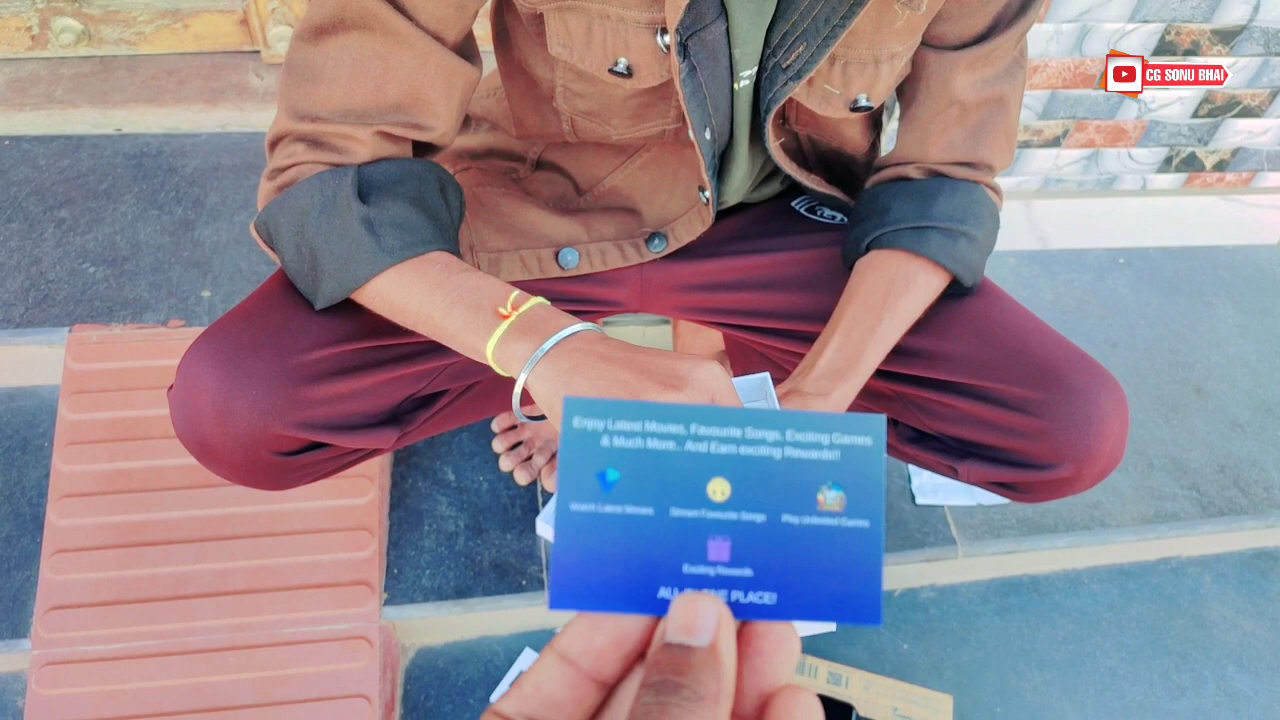 CG SONU BHAI
Enjoy Latest Movies, Favourite Songs, Exciting Games
& Much More.. And Earn exciting Rewards!!
Watch Latest Movies
Stream Favourite Songs
Play Unlimited Games
Exciting Rewards
ALL PLACE!